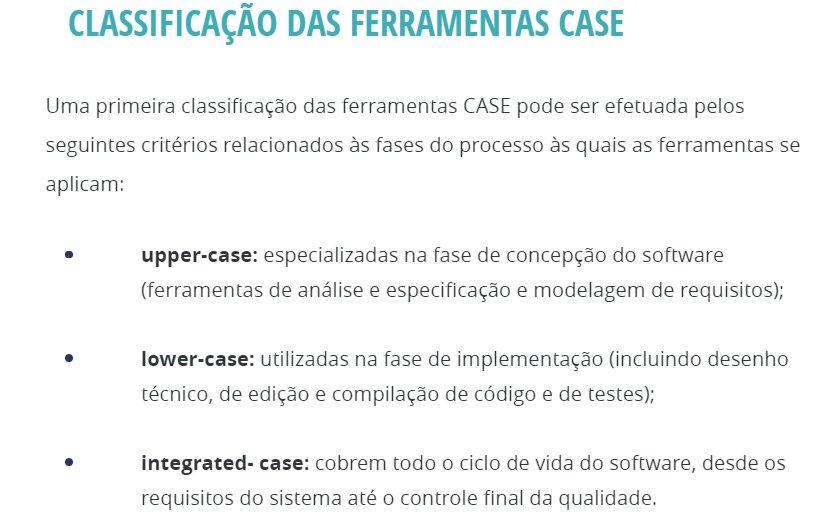 CLASSIFICAÇÃO DAS FERRAMENTAS CASE
Uma primeira classificação das ferramentas CASE pode ser efetuada pelos
seguintes critérios relacionados às fases do processo às quais as ferramentas se
aplicam:
• upper-case: especializadas na fase de concepção do software
(ferramentas de análise e especificação e modelagem de requisitos);
• lower-case: utilizadas na fase de implementação (incluindo desenho
técnico, de edição e compilação de código e de testes);
• integrated- case: cobrem todo o ciclo de vida do software, desde os
requisitos do sistema até o controle final da qualidade.